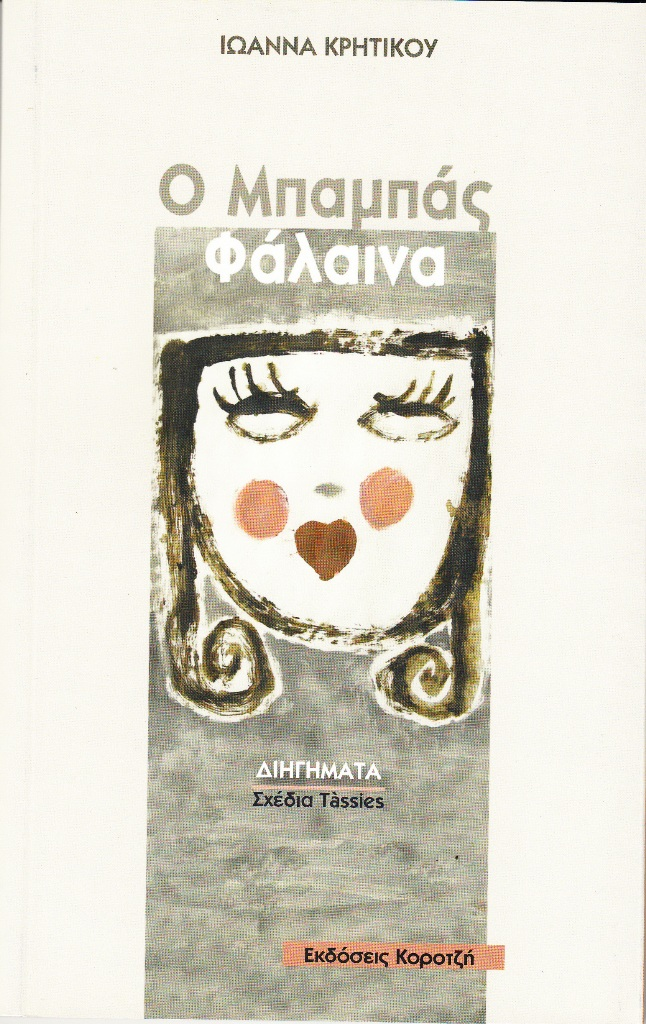 ΙΩΑΝΝΑ ΚΡΗΤΙΚΟΥ
Ο Μπαμπάς
Φάλαινα
ΔΙΗΓΗΜΑΤΑ
Σχέδια Tàssies
Εκδόσεις Κοροτζή